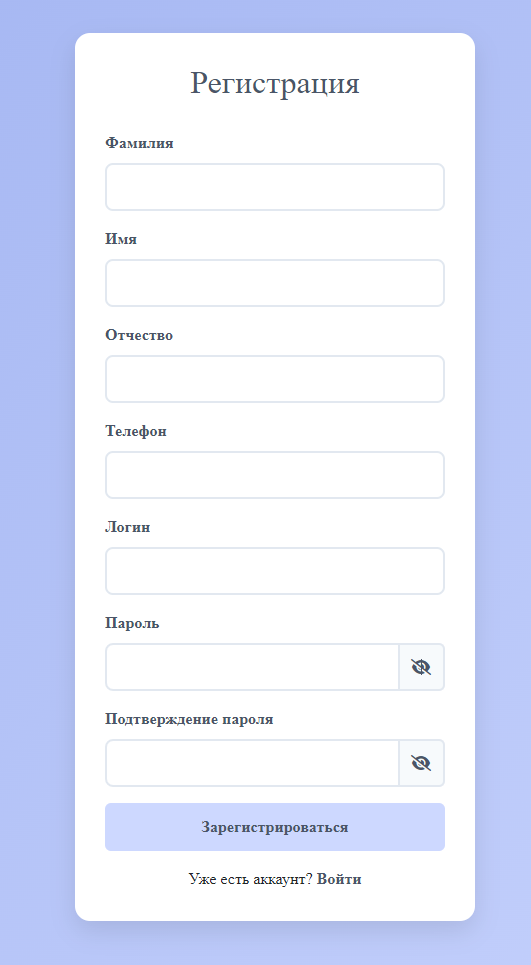 Регистрация
Фамилия
Имя
Отчество
Телефон
Логин
Пароль
Подтверждение пароля
Зарегистрироваться
Уже есть аккаунт? Войти